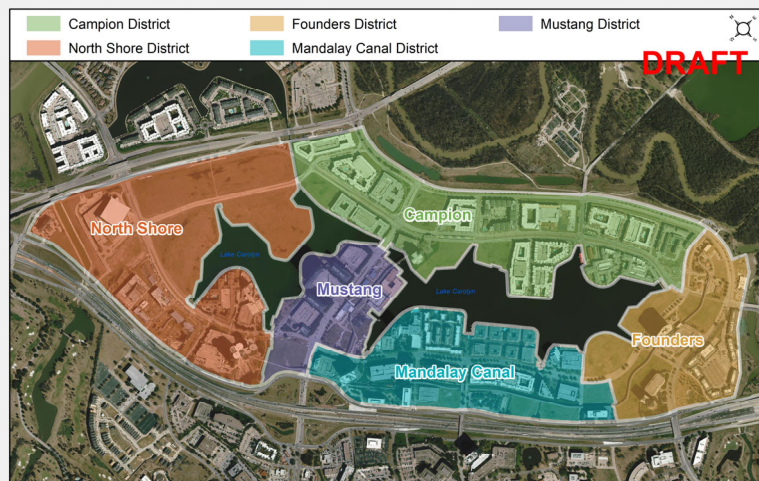 Campion District
Founders District
Mustang District
North Shore District
Mandalay Canal District
DRAFT
North Shore
Campion
Lake Carolyn
Mustang
Lake Carolyn
Founders
Mandalay Canal